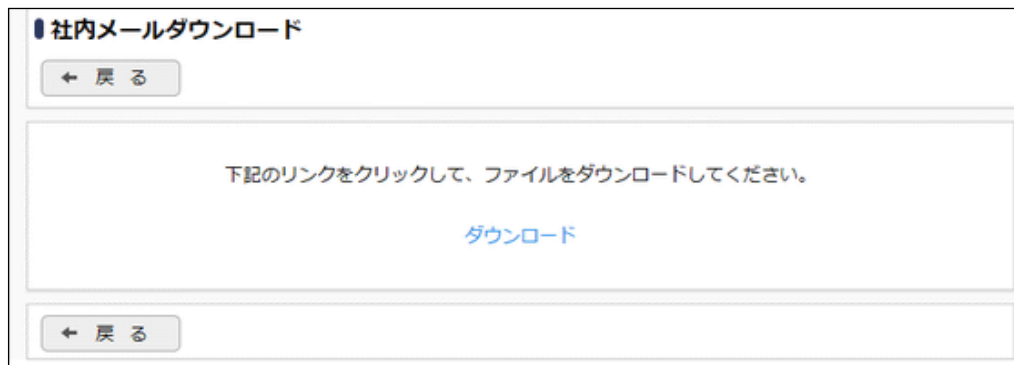 社内メールダウンロード
← 戻 る
下記のリンクをクリックして、ファイルをダウンロードしてください。
ダウンロード
← 戻 る